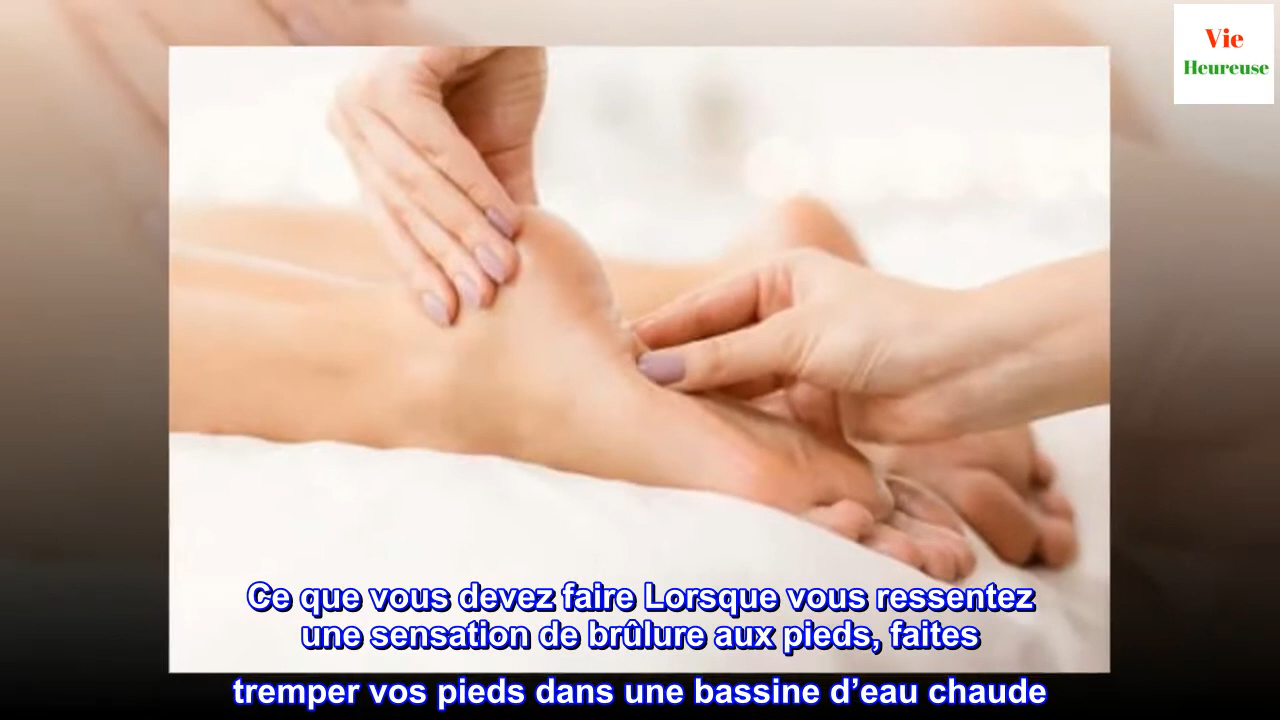 Vie
Heureuse
Ce que vous devez faire Lorsque vous ressentez
une sensation de brûlure aux pieds, faites
tremper vos pieds dans une bassine d’eau chaude